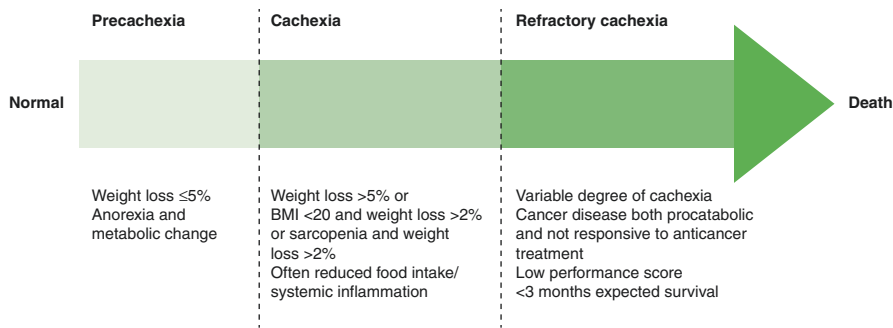 Precachexia
Cachexia
Refractory cachexia
Normal
Death
Weight loss ≤5%
Anorexia and
metabolic change
Weight loss >5% or
BMI <20 and weight loss >2%
or sarcopenia and weight
loss >2%
Often reduced food intake/
systemic inflammation
Variable degree of cachexia
Cancer disease both procatabolic
and not responsive to anticancer
treatment
Low performance score
<3 months expected survival